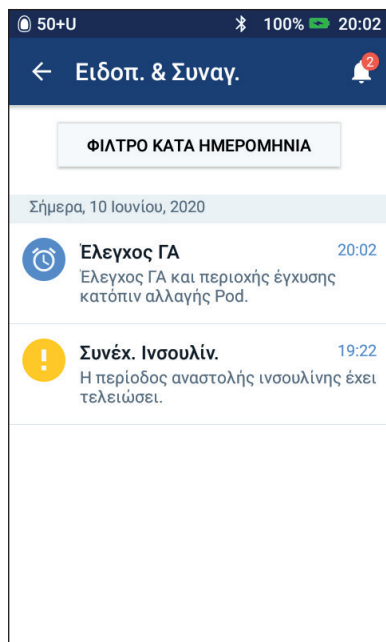 50+U 100% 20:02
Ειδοπ. & Συναγ. 2
ΦΙΛΤΡΟ ΚΑΤΑ ΗΜΕΡΟΜΗΝΙΑ
Σήμερα, 10 Ιουνίου, 2020
Έλεγχος ΓΑ 20:02
Έλεγχος ΓΑ και περιοχής έγχυσης
κατόπιν αλλαγής Pod.
Συνέχ. Ινσουλίν. 19:22
Η περίοδος αναστολής ινσουλίνης έχει
τελειώσει.